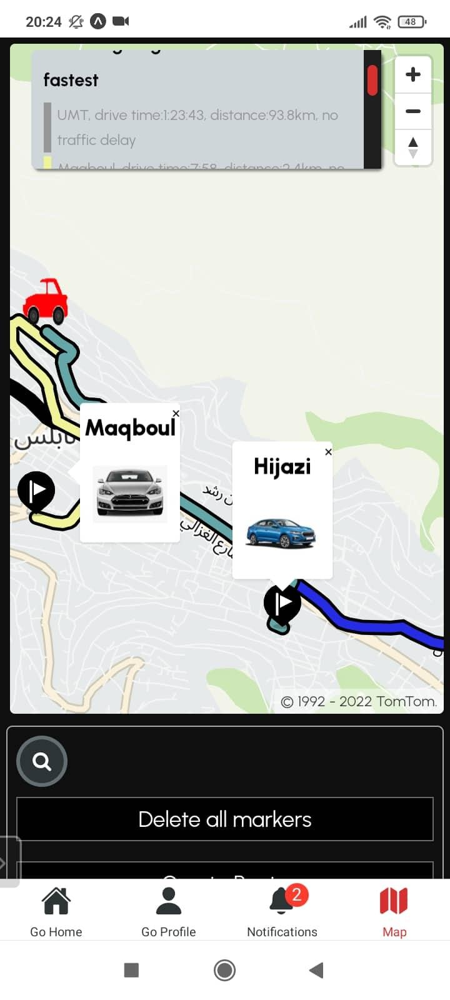 20:24
48
fastest
UMT, drive time:1:23:43, distance:93.8km, no
traffic delay
Maqboul, drive time:7:58, distance:2.4km, no
+
−
نابلس
Maqboul
×
Hijazi
×
ن رشد
ارع الغزالي
© 1992 - 2022 TomTom.
Delete all markers
2
Go Home
Go Profile
Notifications
Map